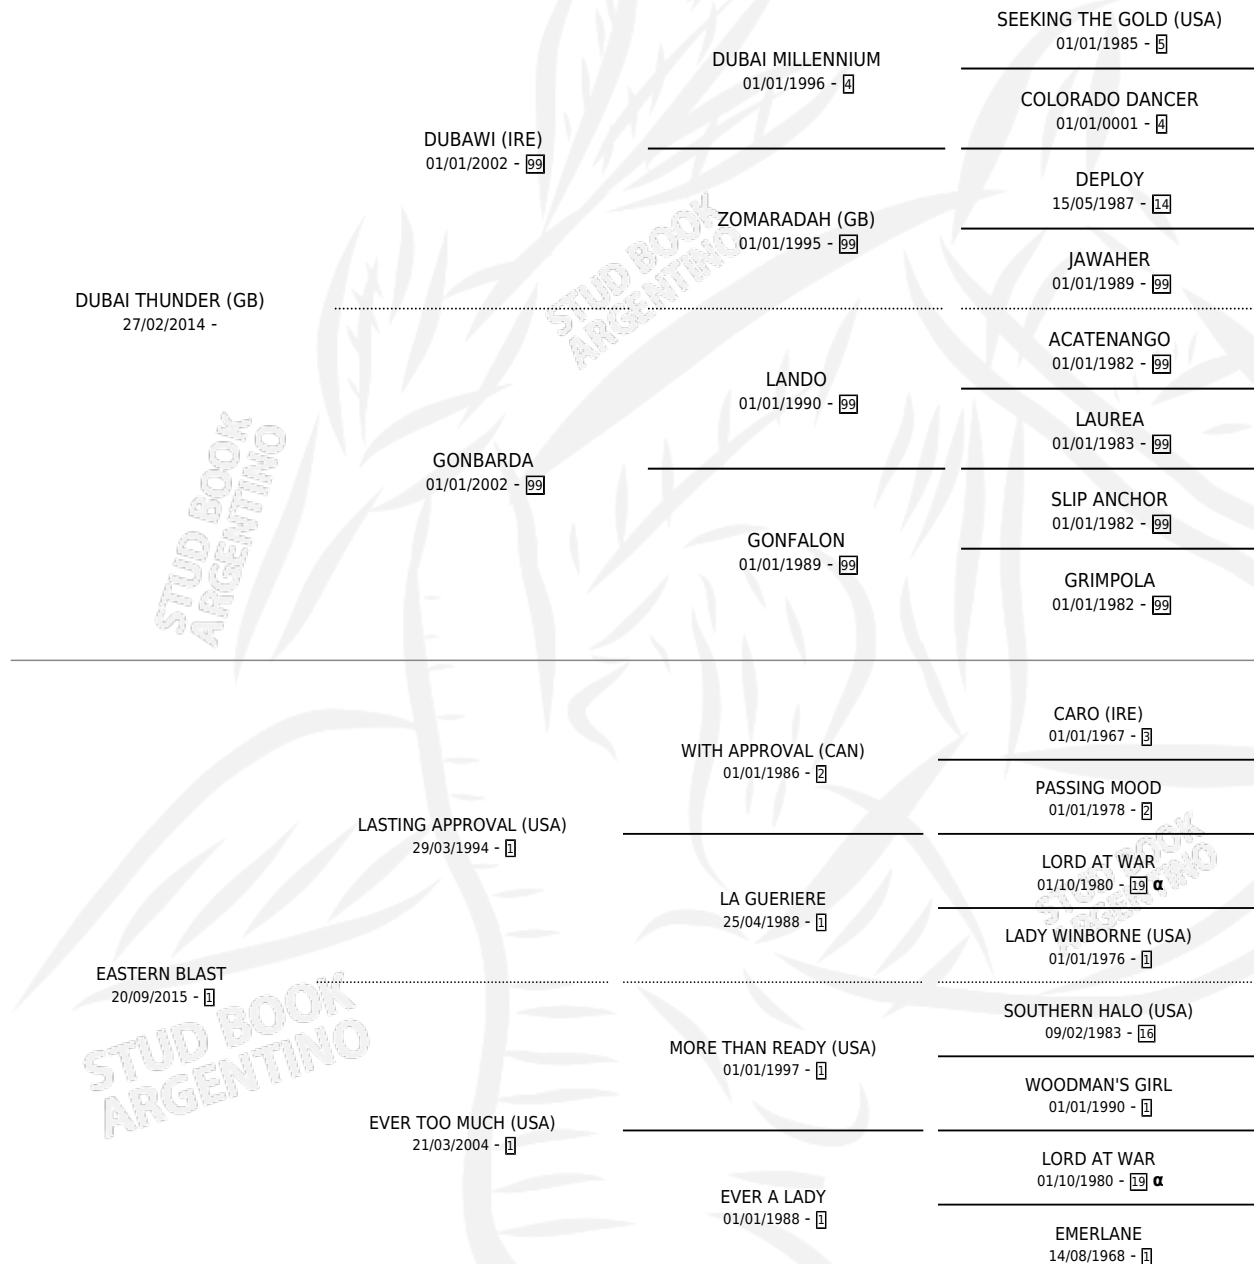 SEEKING THE GOLD (USA)
01/01/1985 - 5
DUBAI MILLENNIUM
01/01/1996 - 4
COLORADO DANCER
01/01/0001 - 4
DUBAWI (IRE)
01/01/2002 - 99
DEPLOY
15/05/1987 - 14
ZOMARADAH (GB)
01/01/1995 - 99
JAWAHER
01/01/1989 - 99
DUBAI THUNDER (GB)
27/02/2014 -
ACATENANGO
01/01/1982 - 99
LANDO
01/01/1990 - 99
LAUREA
01/01/1983 - 99
GONBARDA
01/01/2002 - 99
SLIP ANCHOR
01/01/1982 - 99
GONFALON
01/01/1989 - 99
GRIMPOLA
01/01/1982 - 99
CARO (IRE)
01/01/1967 - 3
WITH APPROVAL (CAN)
01/01/1986 - 2
PASSING MOOD
01/01/1978 - 2
LASTING APPROVAL (USA)
29/03/1994 - 1
LORD AT WAR
01/10/1980 - 19 α
LA GUERIERE
25/04/1988 - 1
LADY WINBORNE (USA)
01/01/1976 - 1
EASTERN BLAST
20/09/2015 - 1
SOUTHERN HALO (USA)
09/02/1983 - 16
MORE THAN READY (USA)
01/01/1997 - 1
WOODMAN'S GIRL
01/01/1990 - 1
EVER TOO MUCH (USA)
21/03/2004 - 1
LORD AT WAR
01/10/1980 - 19 α
EVER A LADY
01/01/1988 - 1
EMERLANE
14/08/1968 - 1
STUD BOOK
ARGENTINO
STUD BOOK
ARGENTINO
STUD BOOK
ARGENTINO
STUD BOOK
ARGENTINO